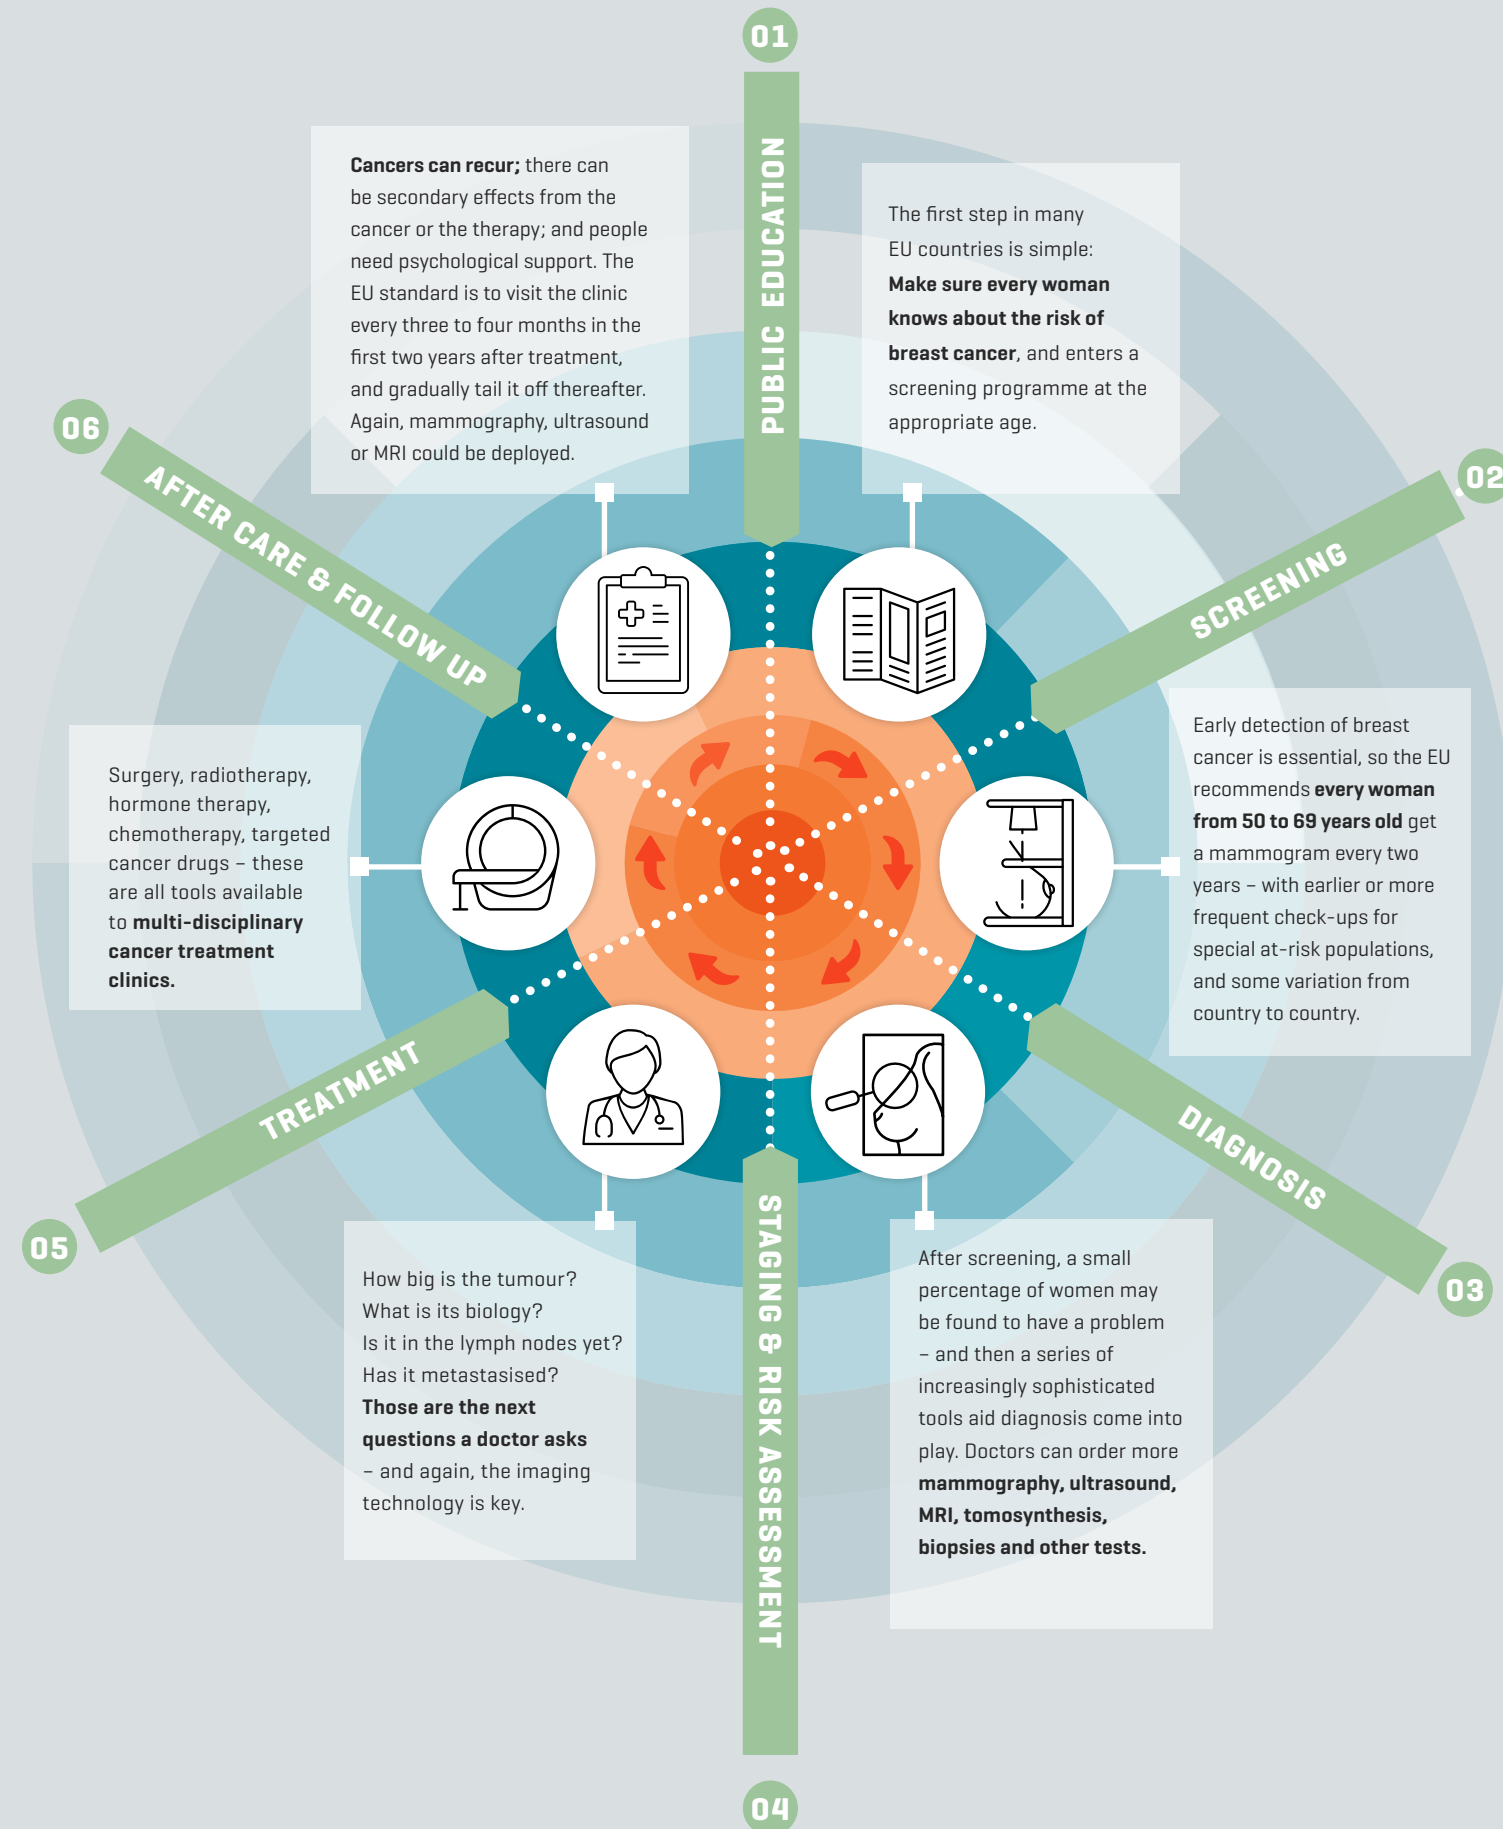 01
PUBLIC EDUCATION
The first step in many
EU countries is simple:
Make sure every woman
knows about the risk of
breast cancer, and enters a
screening programme at the
appropriate age.
02
SCREENING
Early detection of breast
cancer is essential, so the EU
recommends every woman
from 50 to 69 years old get
a mammogram every two
years – with earlier or more
frequent check-ups for
special at-risk populations,
and some variation from
country to country.
03
DIAGNOSIS
After screening, a small
percentage of women may
be found to have a problem
– and then a series of
increasingly sophisticated
tools aid diagnosis come into
play. Doctors can order more
mammography, ultrasound,
MRI, tomosynthesis,
biopsies and other tests.
04
STAGING & RISK ASSESSMENT
How big is the tumour?
What is its biology?
Is it in the lymph nodes yet?
Has it metastasised?
Those are the next
questions a doctor asks
– and again, the imaging
technology is key.
05
TREATMENT
Surgery, radiotherapy,
hormone therapy,
chemotherapy, targeted
cancer drugs – these
are all tools available
to multi-disciplinary
cancer treatment
clinics.
06
AFTER CARE & FOLLOW UP
Cancers can recur; there can
be secondary effects from the
cancer or the therapy; and people
need psychological support. The
EU standard is to visit the clinic
every three to four months in the
first two years after treatment,
and gradually tail it off thereafter.
Again, mammography, ultrasound
or MRI could be deployed.